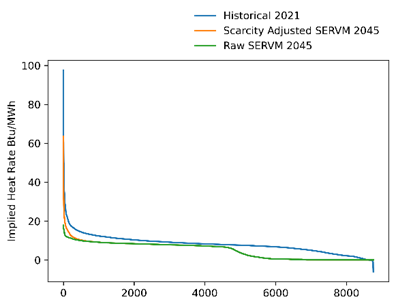 Historical 2021
Scarcity Adjusted SERVM 2045
Raw SERVM 2045
Implied Heat Rate Btu/MWh
100
80
60
40
20
0
0
2000
4000
6000
8000